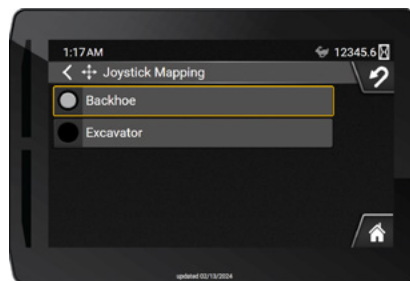 1:17AM 12345.6
Joystick Mapping
Backhoe
Excavator
updated 02/13/2024